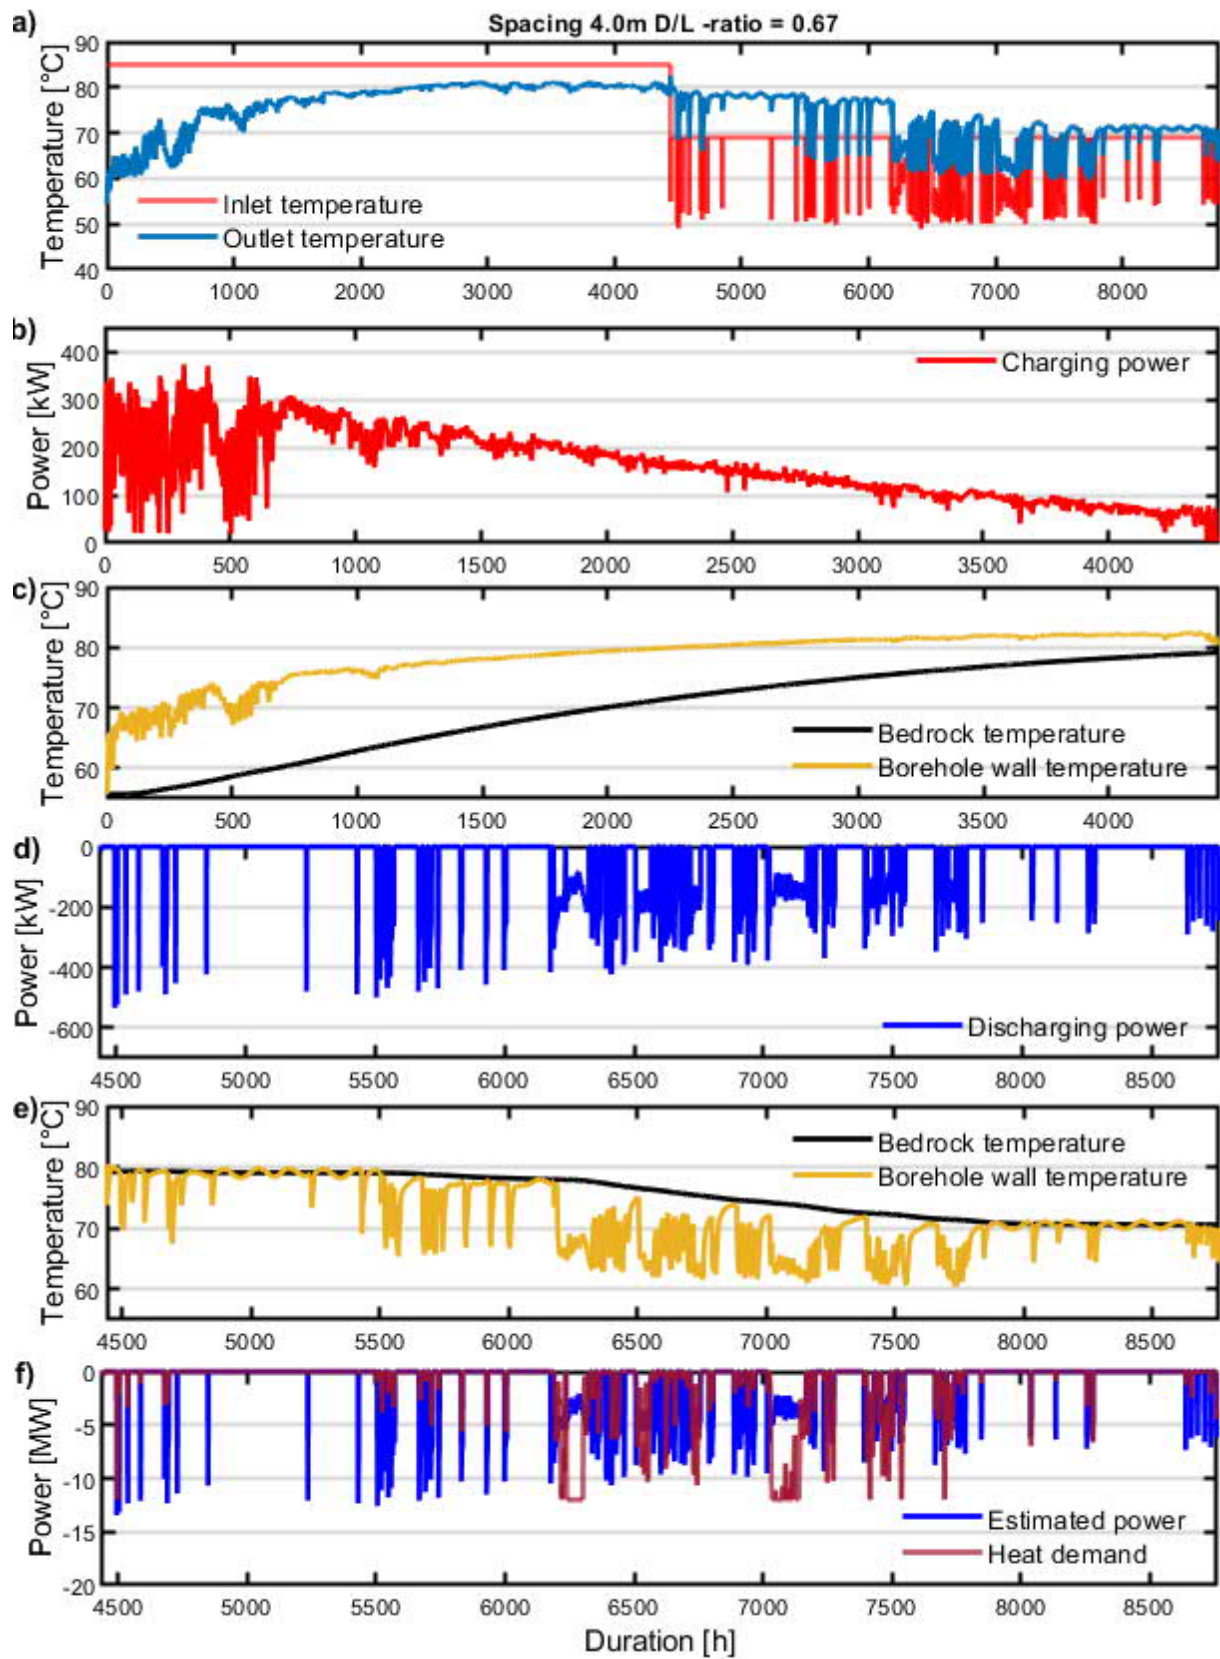 a)
Spacing 4.0m D/L -ratio = 0.67
Temperature [°C]
90
80
70
60
50
40
Inlet temperature
Outlet temperature
0 1000 2000 3000 4000 5000 6000 7000 8000
b)
Power [kW]
400
300
200
100
0
Charging power
0 500 1000 1500 2000 2500 3000 3500 4000
c)
Temperature [°C]
90
80
70
60
Bedrock temperature
Borehole wall temperature
0 500 1000 1500 2000 2500 3000 3500 4000
d)
Power [kW]
0
-200
-400
-600
Discharging power
4500 5000 5500 6000 6500 7000 7500 8000 8500
e)
Temperature [°C]
90
80
70
60
Bedrock temperature
Borehole wall temperature
4500 5000 5500 6000 6500 7000 7500 8000 8500
f)
Power [MW]
0
-5
-10
-15
-20
Estimated power
Heat demand
4500 5000 5500 6000 6500 7000 7500 8000 8500
Duration [h]